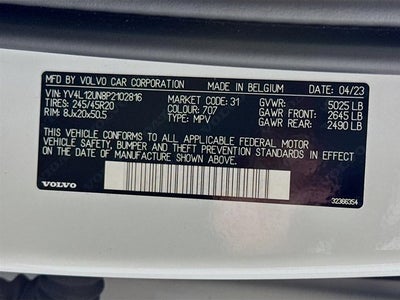 MFD. BY VOLVO CAR CORPORATION MADE IN BELGIUM DATE: 04/23
VIN: YV4L12UN8P2102816 MARKET CODE: 31 GVWR: 5025 LB
TIRES: 245/45R20 COLOUR: 707 GAWR FRONT: 2645 LB
RIM: 8Jx20x50.5 TYPE: MPV GAWR REAR: 2490 LB
THIS VEHICLE CONFORMS TO ALL APPLICABLE FEDERAL MOTOR
VEHICLE SAFETY, BUMPER AND THEFT PREVENTION STANDARDS IN EFFECT
ON THE DATE OF MANUFACTURE SHOWN ABOVE.
VOLVO 32366354